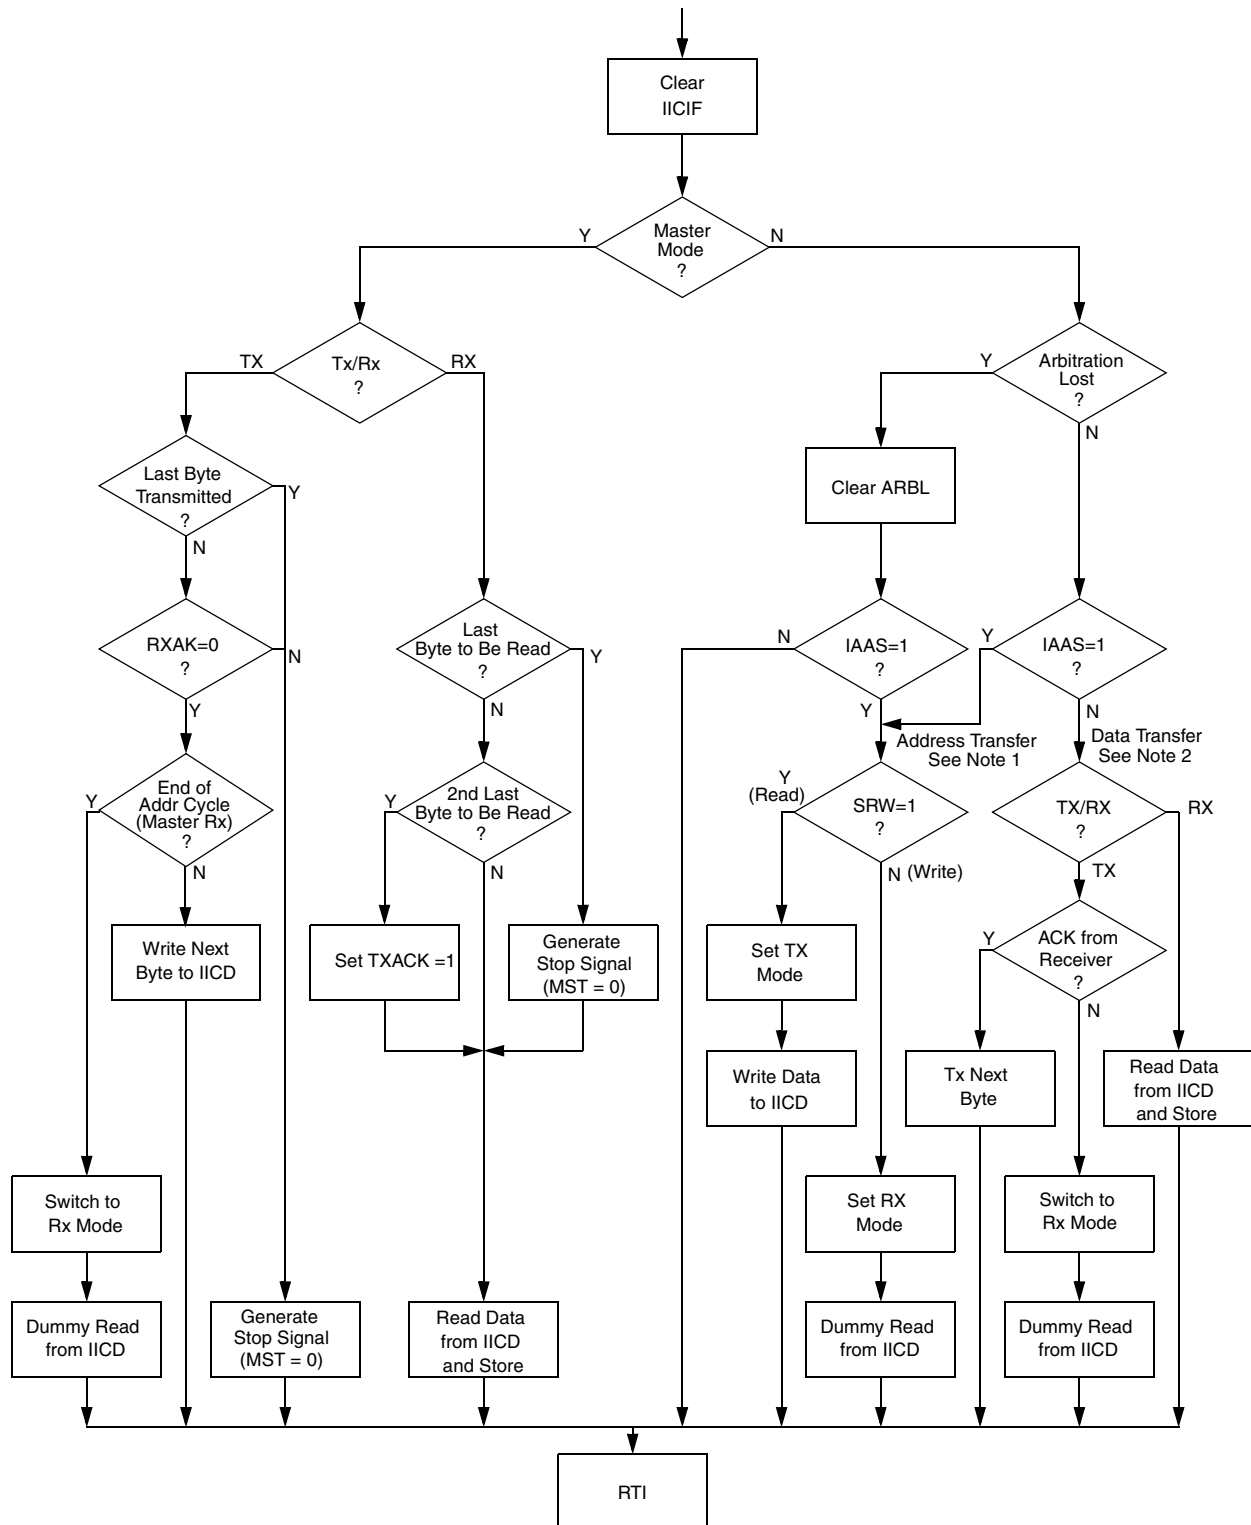 Clear
IICIF
Master
Mode
?
Y
N
Tx/Rx
?
TX
RX
Arbitration
Lost
?
Y
N
Last Byte
Transmitted
?
Y
N
Clear ARBL
RXAK=0
?
N
Y
Last
Byte to Be Read
?
Y
N
IAAS=1
?
N
Y
IAAS=1
?
Y
N
Address Transfer
See Note 1
Data Transfer
See Note 2
End of
Addr Cycle
(Master Rx)
?
Y
N
2nd Last
Byte to Be Read
?
Y
N
Y
(Read)
SRW=1
?
N (Write)
TX/RX
?
RX
TX
Write Next
Byte to IICD
Set TXACK =1
Generate
Stop Signal
(MST = 0)
Set TX
Mode
ACK from
Receiver
?
Y
N
Write Data
to IICD
Tx Next
Byte
Read Data
from IICD
and Store
Switch to
Rx Mode
Set RX
Mode
Switch to
Rx Mode
Dummy Read
from IICD
Generate
Stop Signal
(MST = 0)
Read Data
from IICD
and Store
Dummy Read
from IICD
Dummy Read
from IICD
RTI